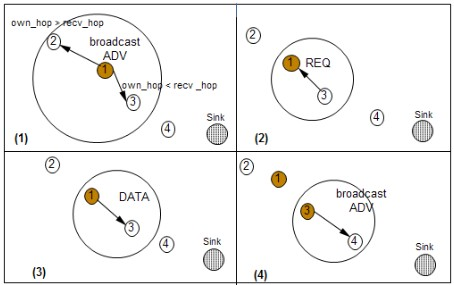 own_hop > recv_hop
2
broadcast
ADV
1
own_hop < recv _hop
3
4
Sink
(1)
2
1
REQ
3
4
Sink
(2)
2
1
DATA
3
4
Sink
(3)
2
1
broadcast
ADV
3
4
Sink
(4)